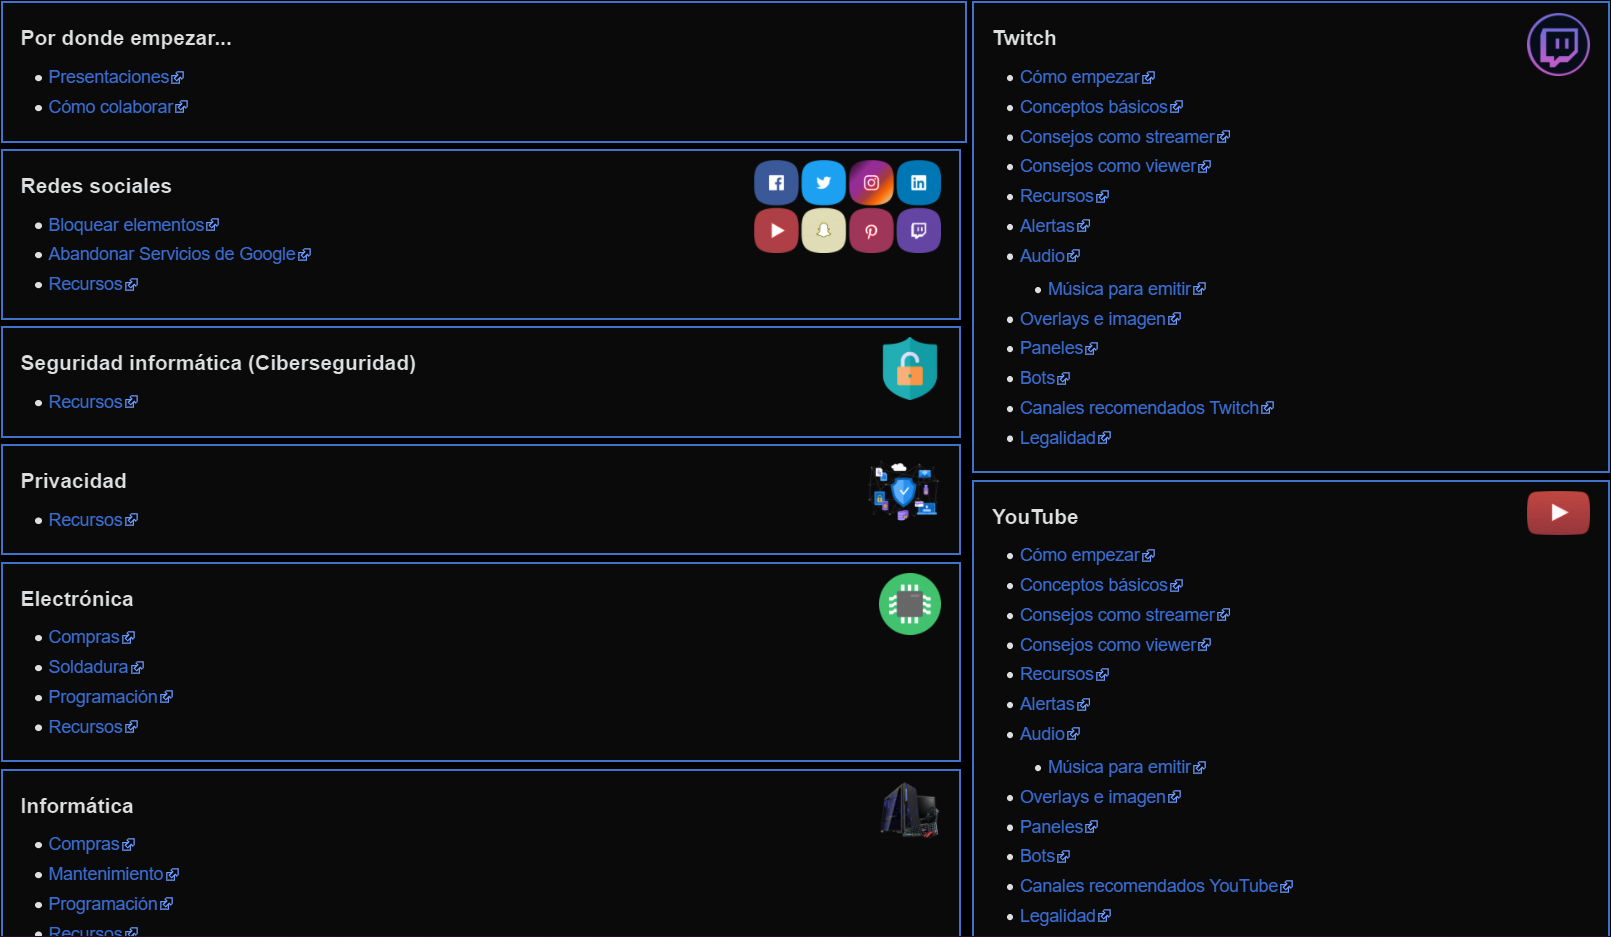 Por donde empezar...
Presentaciones
Cómo colaborar
Redes sociales
Bloquear elementos
Abandonar Servicios de Google
Recursos
Seguridad informática (Ciberseguridad)
Recursos
Privacidad
Recursos
Electrónica
Compras
Soldadura
Programación
Recursos
Informática
Compras
Mantenimiento
Programación
Recursos
Twitch
Cómo empezar
Conceptos básicos
Consejos como streamer
Consejos como viewer
Recursos
Alertas
Audio
Música para emitir
Overlays e imagen
Paneles
Bots
Canales recomendados Twitch
Legalidad
YouTube
Cómo empezar
Conceptos básicos
Consejos como streamer
Consejos como viewer
Recursos
Alertas
Audio
Música para emitir
Overlays e imagen
Paneles
Bots
Canales recomendados YouTube
Legalidad